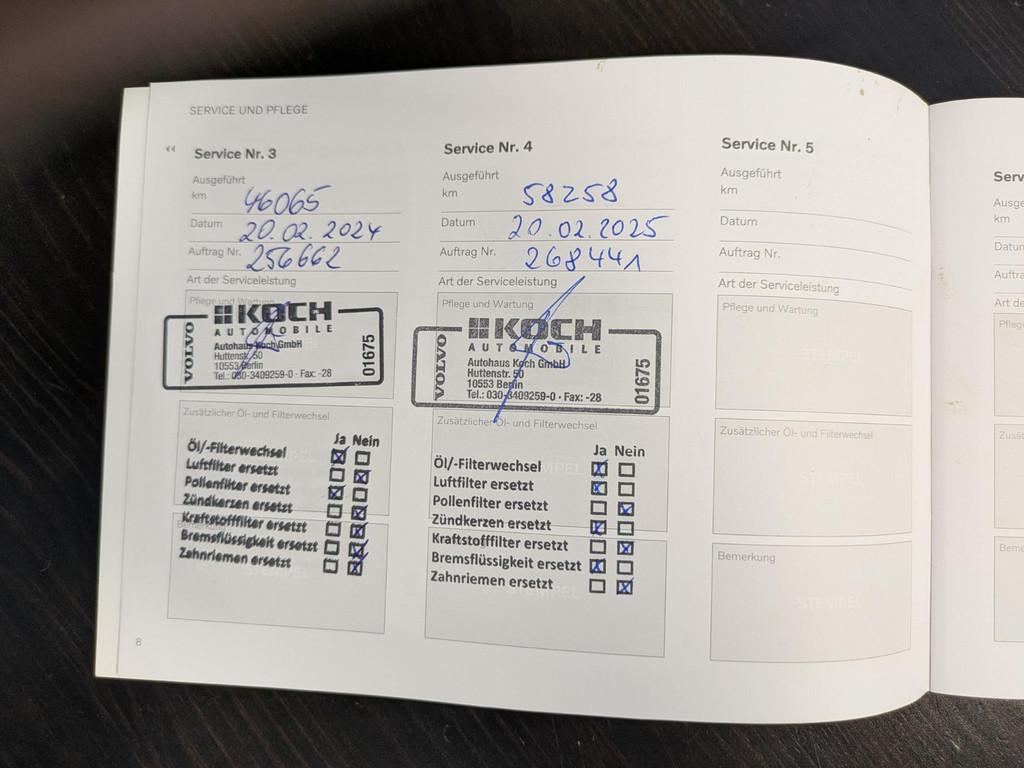 SERVICE UND PFLEGE
Service Nr. 3
Ausgeführt
km 46065
Datum 20.02.2024
Auftrag Nr. 256662
Art der Serviceleistung
Pflege und Wartung
KOCH
AUTOMOBILE
VOLVO
Autohaus Koch GmbH
Huttenstr. 50
10553 Berlin
Tel.: 030-3409259-0 · Fax: -28
01675
Zusätzlicher Öl- und Filterwechsel
Ja Nein
Öl/-Filterwechsel
Luftfilter ersetzt
Pollenfilter ersetzt
Zündkerzen ersetzt
Kraftstofffilter ersetzt
Bremsflüssigkeit ersetzt
Zahnriemen ersetzt
STEMPEL
8
Service Nr. 4
Ausgeführt
km 58258
Datum 20.02.2025
Auftrag Nr. 268441
Art der Serviceleistung
Pflege und Wartung
KOCH
AUTOMOBILE
VOLVO
Autohaus Koch GmbH
Huttenstr. 50
10553 Berlin
Tel.: 030-3409259-0 · Fax: -28
01675
Zusätzlicher Öl- und Filterwechsel
Ja Nein
Öl/-Filterwechsel
Luftfilter ersetzt
Pollenfilter ersetzt
Zündkerzen ersetzt
Kraftstofffilter ersetzt
Bremsflüssigkeit ersetzt
Zahnriemen ersetzt
STEMPEL
Service Nr. 5
Ausgeführt
km
Datum
Auftrag Nr.
Art der Serviceleistung
Pflege und Wartung
STEMPEL
Zusätzlicher Öl- und Filterwechsel
STEMPEL
Bemerkung
STEMPEL
km